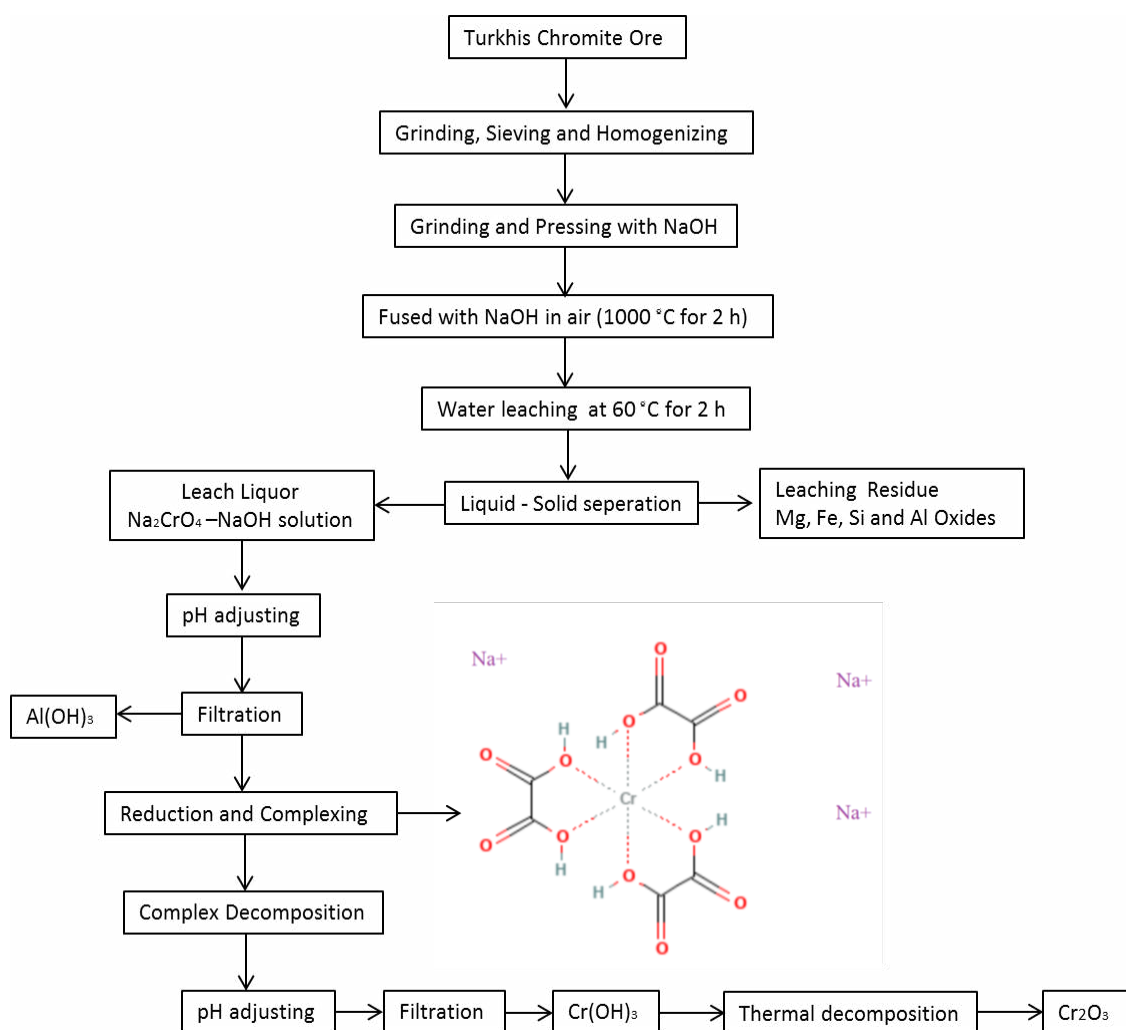 Turkhis Chromite Ore
Grinding, Sieving and Homogenizing
Grinding and Pressing with NaOH
Fused with NaOH in air (1000 °C for 2 h)
Water leaching at 60 °C for 2 h
Leach Liquor
Na₂CrO₄ –NaOH solution
Liquid - Solid seperation
Leaching Residue
Mg, Fe, Si and Al Oxides
pH adjusting
Al(OH)₃
Filtration
Reduction and Complexing
Na+
Na+
Na+
O
O
O
H
O
H
O
H
O
H
O
O
Cr
O
H
O
H
O
H
O
H
O
O
Complex Decomposition
pH adjusting
Filtration
Cr(OH)₃
Thermal decomposition
Cr₂O₃